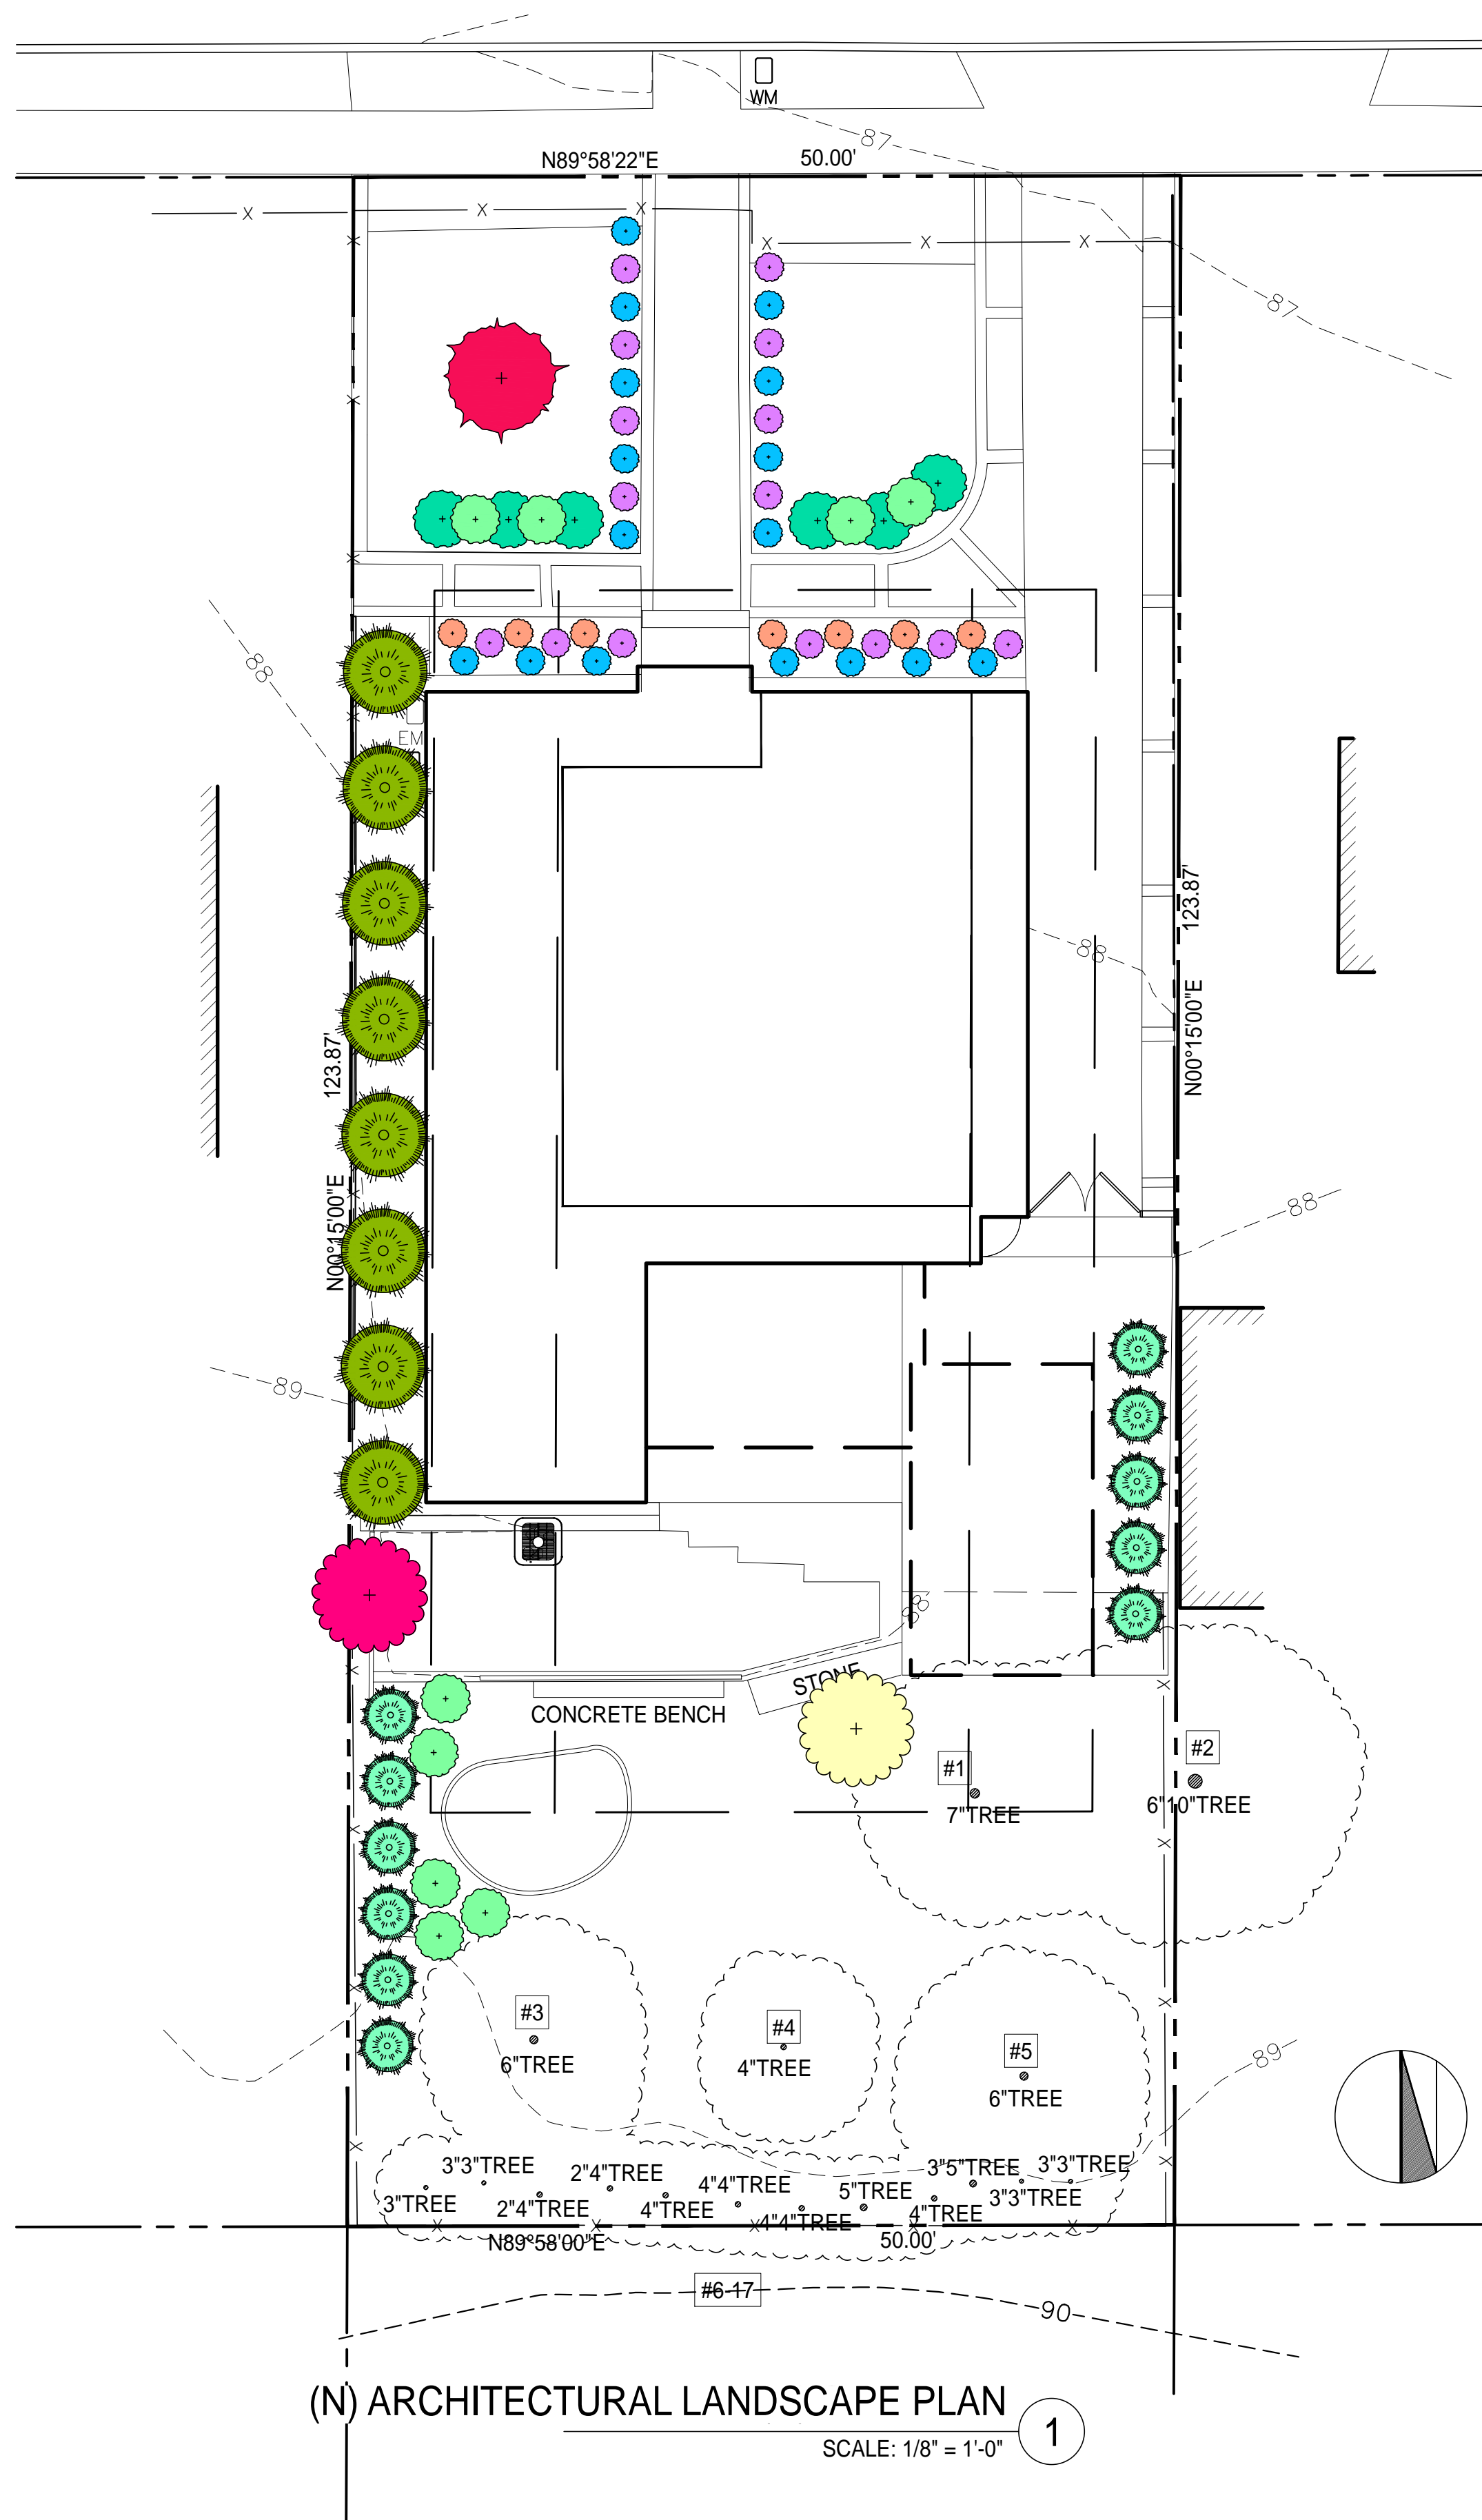 WM
87
N89°58'22"E 50.00'
87
88
EM
123.87'
88
N00°15'00"E
123.87'
N00°15'00"E
88
89
88
STONE
CONCRETE BENCH
#2
#1
6"10"TREE
7"TREE
#3
#4
#5
6"TREE
4"TREE
89
6"TREE
3"3"TREE
2"4"TREE
3"5"TREE
3"3"TREE
4"4"TREE
5"TREE
3"3"TREE
3"TREE
2"4"TREE
4"TREE
4"TREE
4"4"TREE
N89°58'00"E
50.00'
#6-17
90
(N) ARCHITECTURAL LANDSCAPE PLAN
1
SCALE: 1/8" = 1'-0"